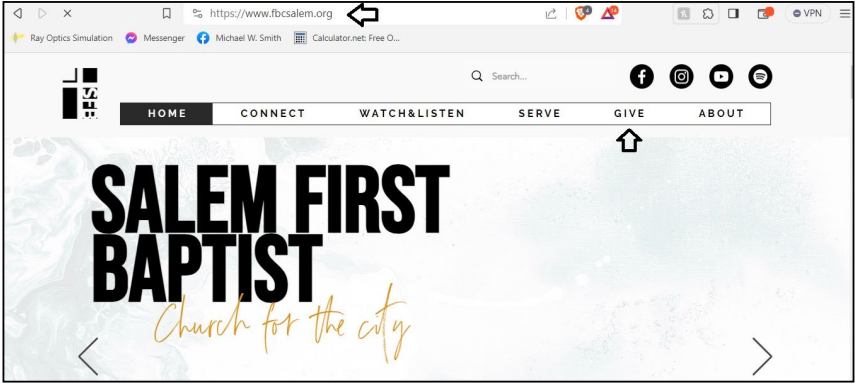 https://www.fbcsalem.org
VPN
Ray Optics Simulation Messenger Michael W. Smith Calculator.net: Free O...
SFB
Search...
HOME CONNECT WATCH&LISTEN SERVE GIVE ABOUT
SALEM FIRST
BAPTIST
Church for the city